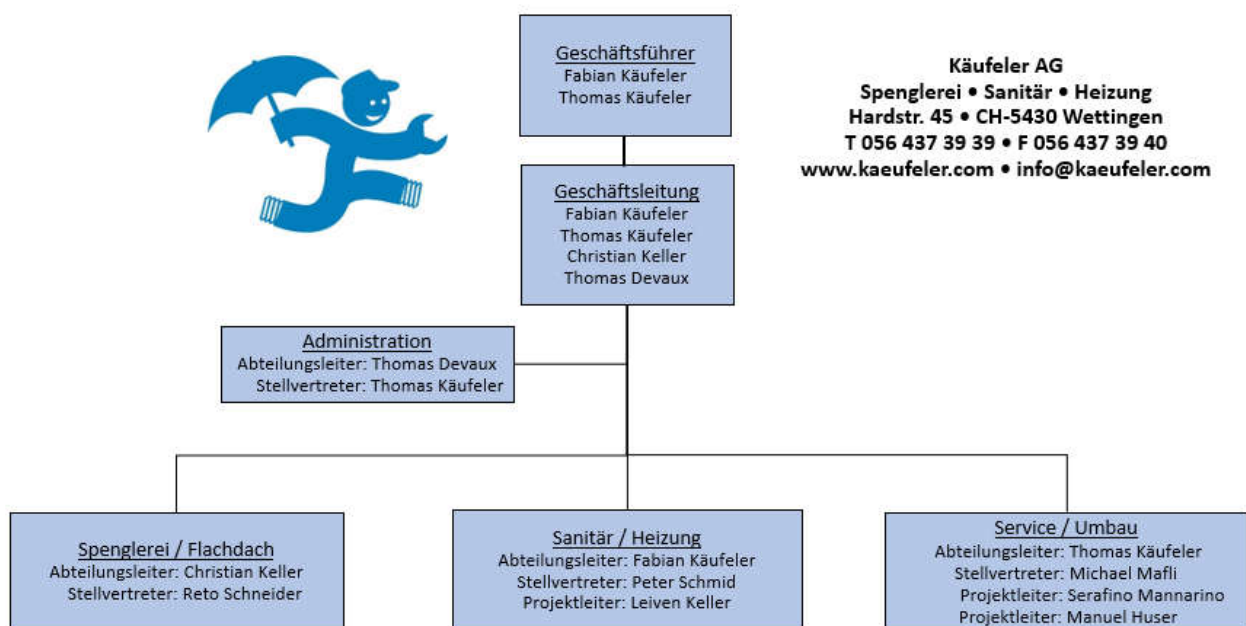 Geschäftsführer
Fabian Käufeler
Thomas Käufeler
Käufeler AG
Spenglerei • Sanitär • Heizung
Hardstr. 45 • CH-5430 Wettingen
T 056 437 39 39 • F 056 437 39 40
www.kaeufeler.com • info@kaeufeler.com
Geschäftsleitung
Fabian Käufeler
Thomas Käufeler
Christian Keller
Thomas Devaux
Administration
Abteilungsleiter: Thomas Devaux
Stellvertreter: Thomas Käufeler
Spenglerei / Flachdach
Abteilungsleiter: Christian Keller
Stellvertreter: Reto Schneider
Sanitär / Heizung
Abteilungsleiter: Fabian Käufeler
Stellvertreter: Peter Schmid
Projektleiter: Leiven Keller
Service / Umbau
Abteilungsleiter: Thomas Käufeler
Stellvertreter: Michael Mafli
Projektleiter: Serafino Mannarino
Projektleiter: Manuel Huser